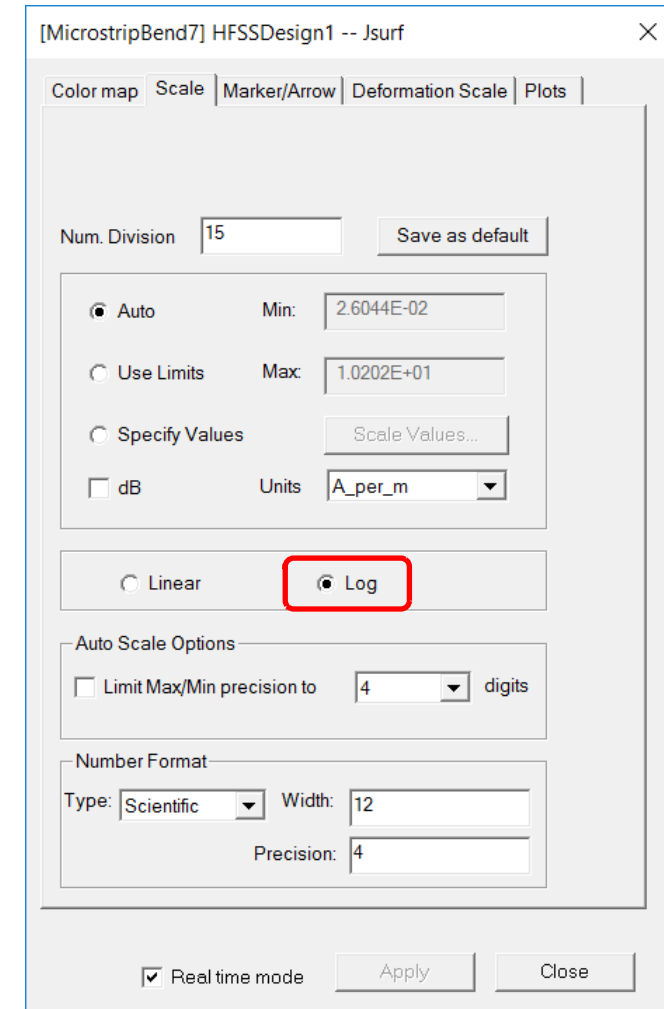 [MicrostripBend7] HFSSDesign1 -- Jsurf
Color map Scale Marker/Arrow Deformation Scale Plots
Num. Division 15 Save as default
Auto Min: 2.6044E-02
Use Limits Max: 1.0202E+01
Specify Values Scale Values...
dB Units A_per_m
Linear Log
Auto Scale Options
Limit Max/Min precision to 4 digits
Number Format
Type: Scientific Width: 12
Precision: 4
Real time mode Apply Close